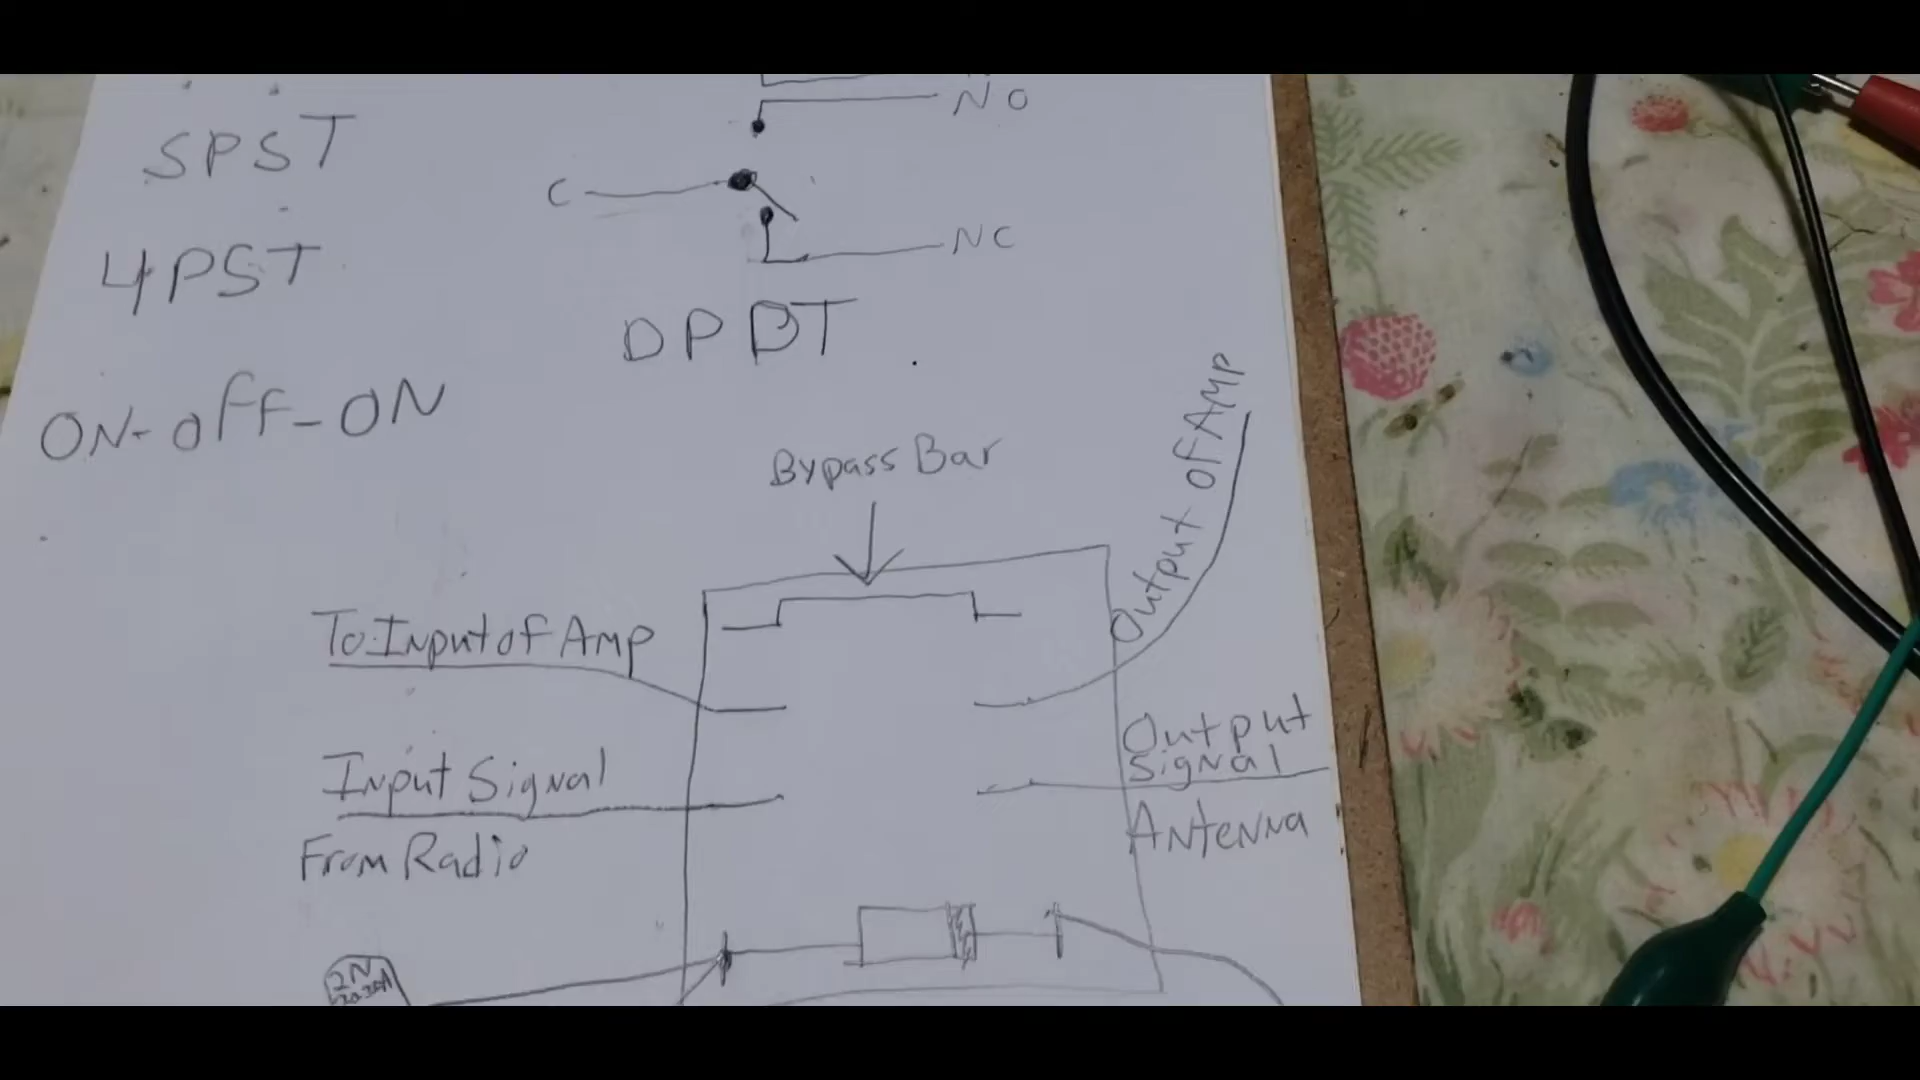 NO
SPST
C
NC
4PST
DPDT
ON-OFF-ON
Bypass Bar
Output of Amp
To Input of Amp
Output
Signal
Input Signal
Antenna
From Radio
2N